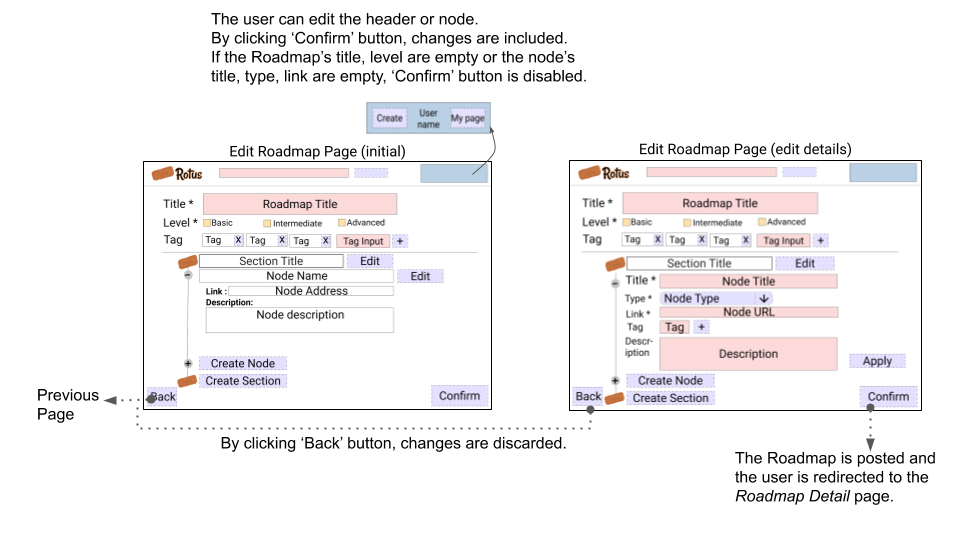 The user can edit the header or node.
By clicking ‘Confirm’ button, changes are included.
If the Roadmap’s title, level are empty or the node’s
title, type, link are empty, ‘Confirm’ button is disabled.
Create User name My page
Edit Roadmap Page (initial)
Rotus
Title * Roadmap Title
Level * Basic Intermediate Advanced
Tag Tag X Tag X Tag X Tag Input +
Section Title Edit
Node Name Edit
Link : Node Address
Description:
Node description
Create Node
Create Section
Back Confirm
Previous
Page
By clicking ‘Back’ button, changes are discarded.
Edit Roadmap Page (edit details)
Rotus
Title * Roadmap Title
Level * Basic Intermediate Advanced
Tag Tag X Tag X Tag X Tag Input +
Section Title Edit
Title * Node Title
Type * Node Type
Link * Node URL
Tag Tag +
Descr-
iption Description
Apply
Create Node
Back Create Section Confirm
The Roadmap is posted and
the user is redirected to the
Roadmap Detail page.